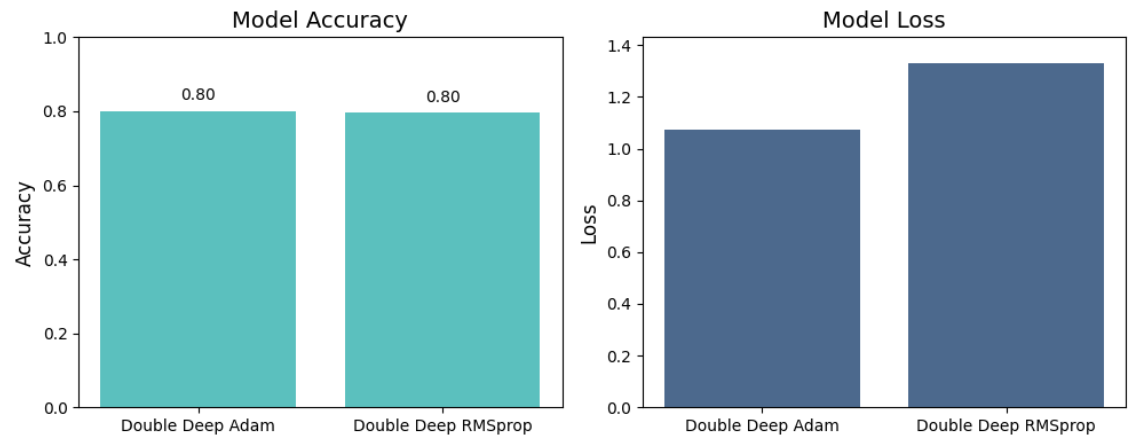 Model Accuracy
Accuracy
1.0
0.8
0.6
0.4
0.2
0.0
0.80
0.80
Double Deep Adam
Double Deep RMSprop
Model Loss
Loss
1.4
1.2
1.0
0.8
0.6
0.4
0.2
0.0
Double Deep Adam
Double Deep RMSprop